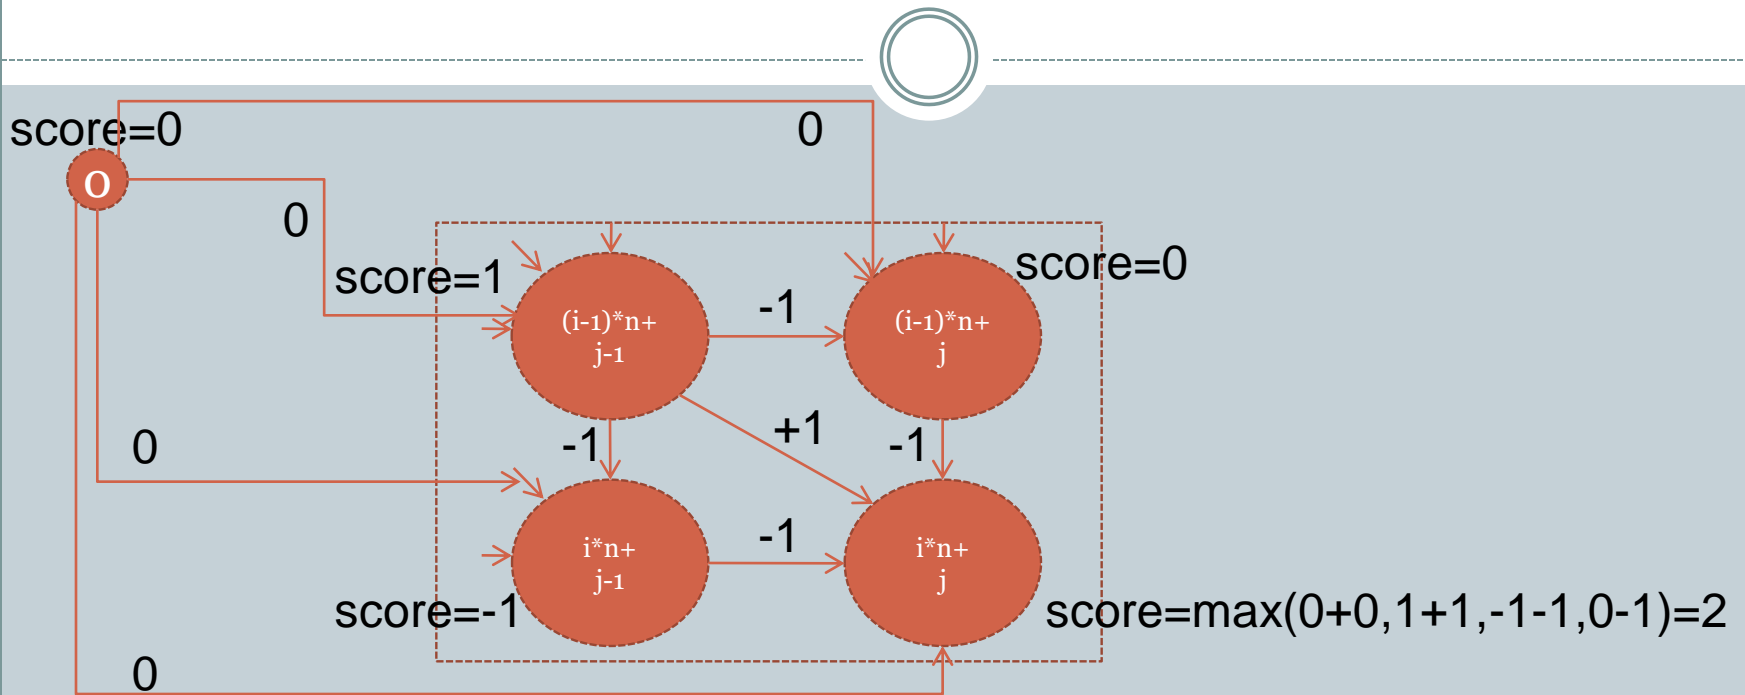 score=0
0
0
0
score=1
score=0
(i-1)*n+
j-1
-1
(i-1)*n+
j
-1
+1
-1
0
i*n+
j-1
-1
i*n+
j
score=-1
score=max(0+0,1+1,-1-1,0-1)=2
0